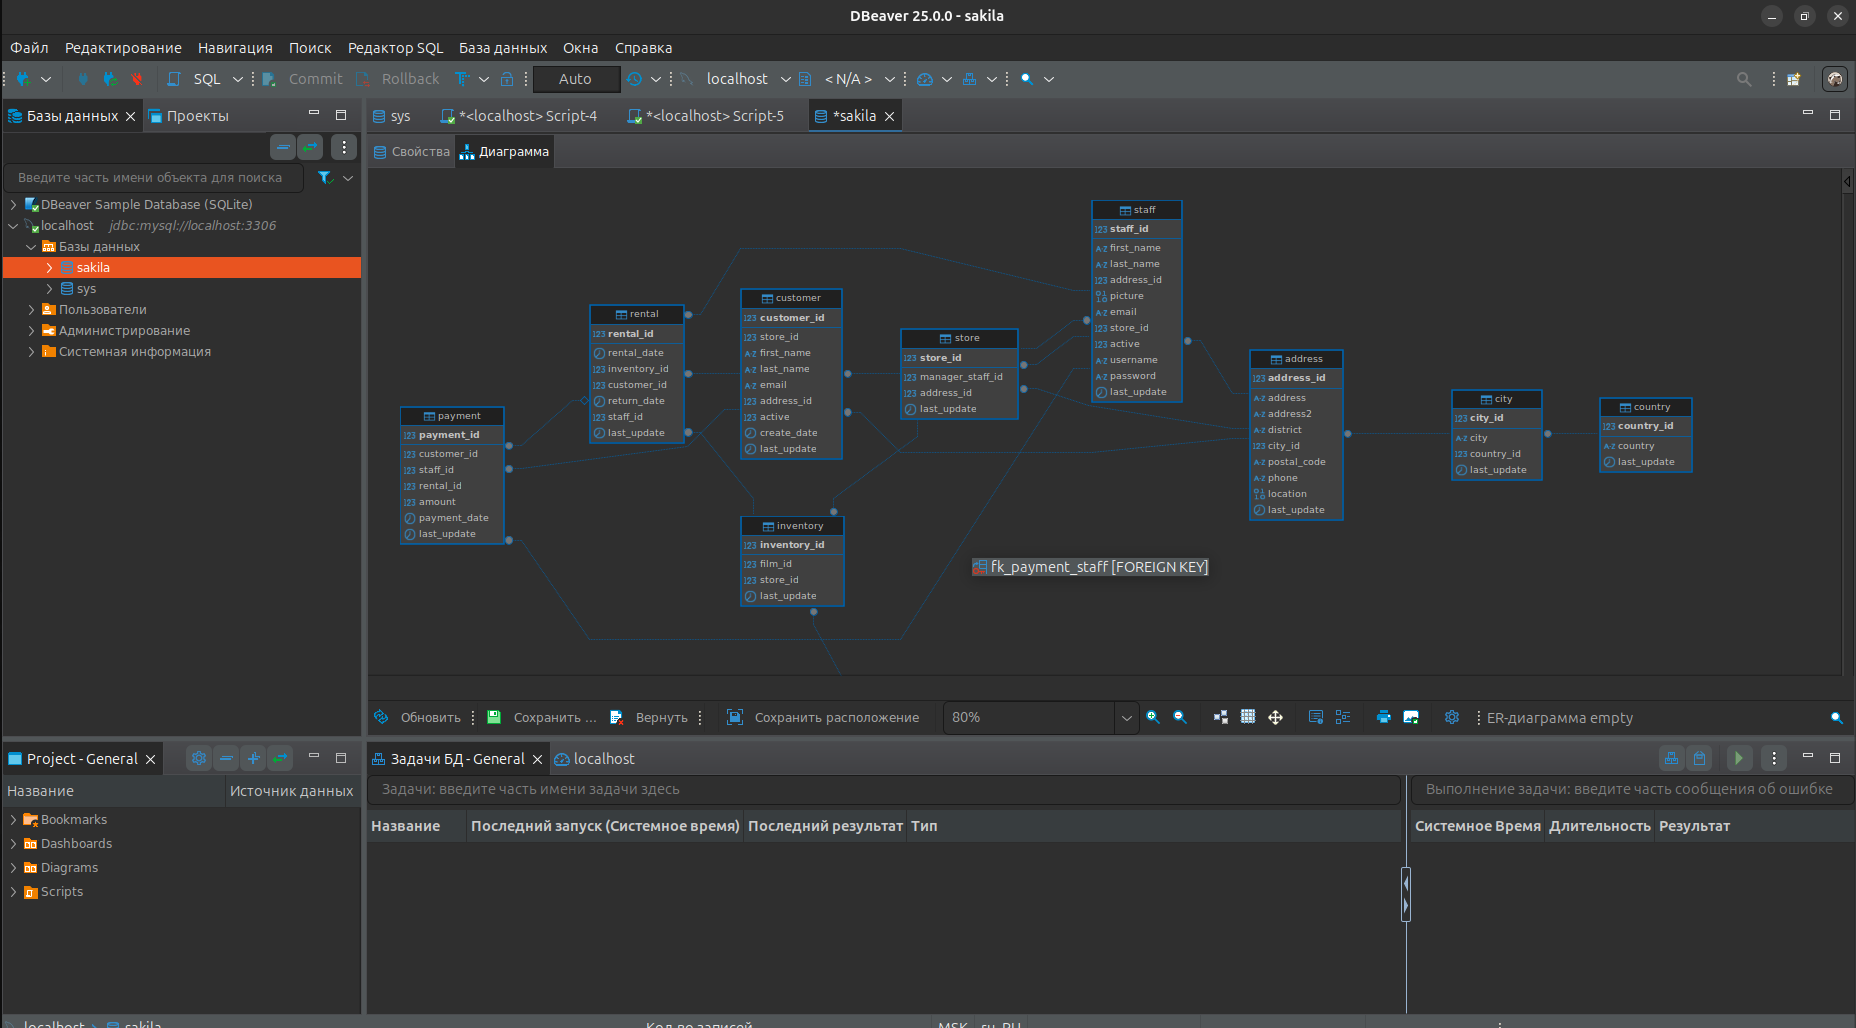 DBeaver 25.0.0 - sakila
Файл Редактирование Навигация Поиск Редактор SQL База данных Окна Справка
SQL Commit Rollback Auto localhost < N/A >
Базы данных Проекты
sys *<localhost> Script-4 *<localhost> Script-5 *sakila
Свойства Диаграмма
Введите часть имени объекта для поиска
DBeaver Sample Database (SQLite)
localhost jdbc:mysql://localhost:3306
Базы данных
sakila
sys
Пользователи
Администрирование
Системная информация
payment
payment_id
customer_id
staff_id
rental_id
amount
payment_date
last_update
rental
rental_id
rental_date
inventory_id
customer_id
return_date
staff_id
last_update
customer
customer_id
store_id
first_name
last_name
email
address_id
active
create_date
last_update
inventory
inventory_id
film_id
store_id
last_update
store
store_id
manager_staff_id
address_id
last_update
staff
staff_id
first_name
last_name
address_id
picture
email
store_id
active
username
password
last_update
address
address_id
address
address2
district
city_id
postal_code
phone
location
last_update
city
city_id
city
country_id
last_update
country
country_id
country
last_update
fk_payment_staff [FOREIGN KEY]
Обновить Сохранить ... Вернуть Сохранить расположение 80% ER-диаграмма empty
Project - General
Название Источник данных
Bookmarks
Dashboards
Diagrams
Scripts
Задачи БД - General localhost
Задачи: введите часть имени задачи здесь
Название Последний запуск (Системное время) Последний результат Тип
Выполнение задачи: введите часть сообщения об ошибке
Системное Время Длительность Результат
localhost sakila Кол-во записей MSK ru_RU